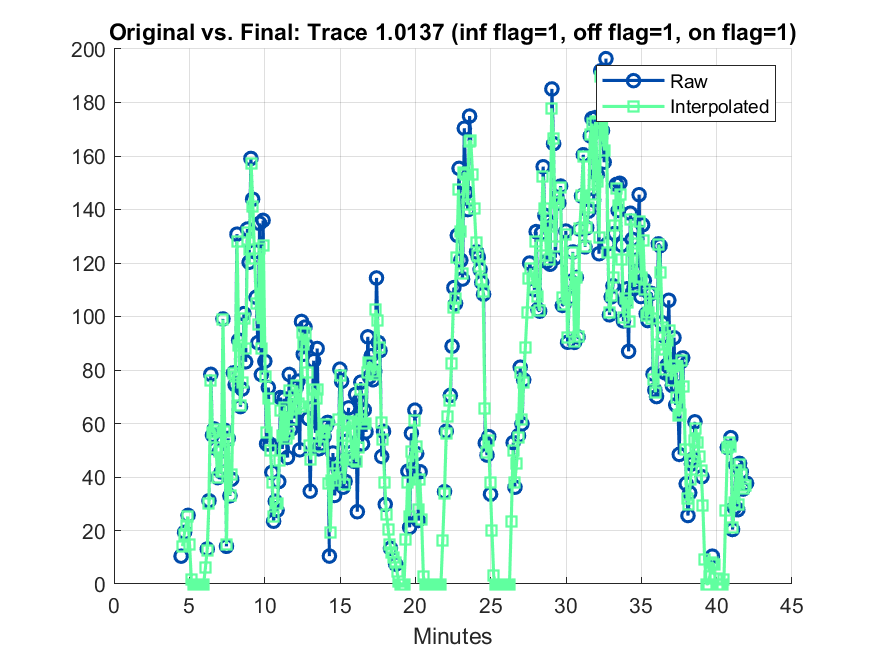 Original vs. Final: Trace 1.0137 (inf flag=1, off flag=1, on flag=1)
200
180
160
140
120
100
80
60
40
20
0
Raw
Interpolated
0 5 10 15 20 25 30 35 40 45
Minutes